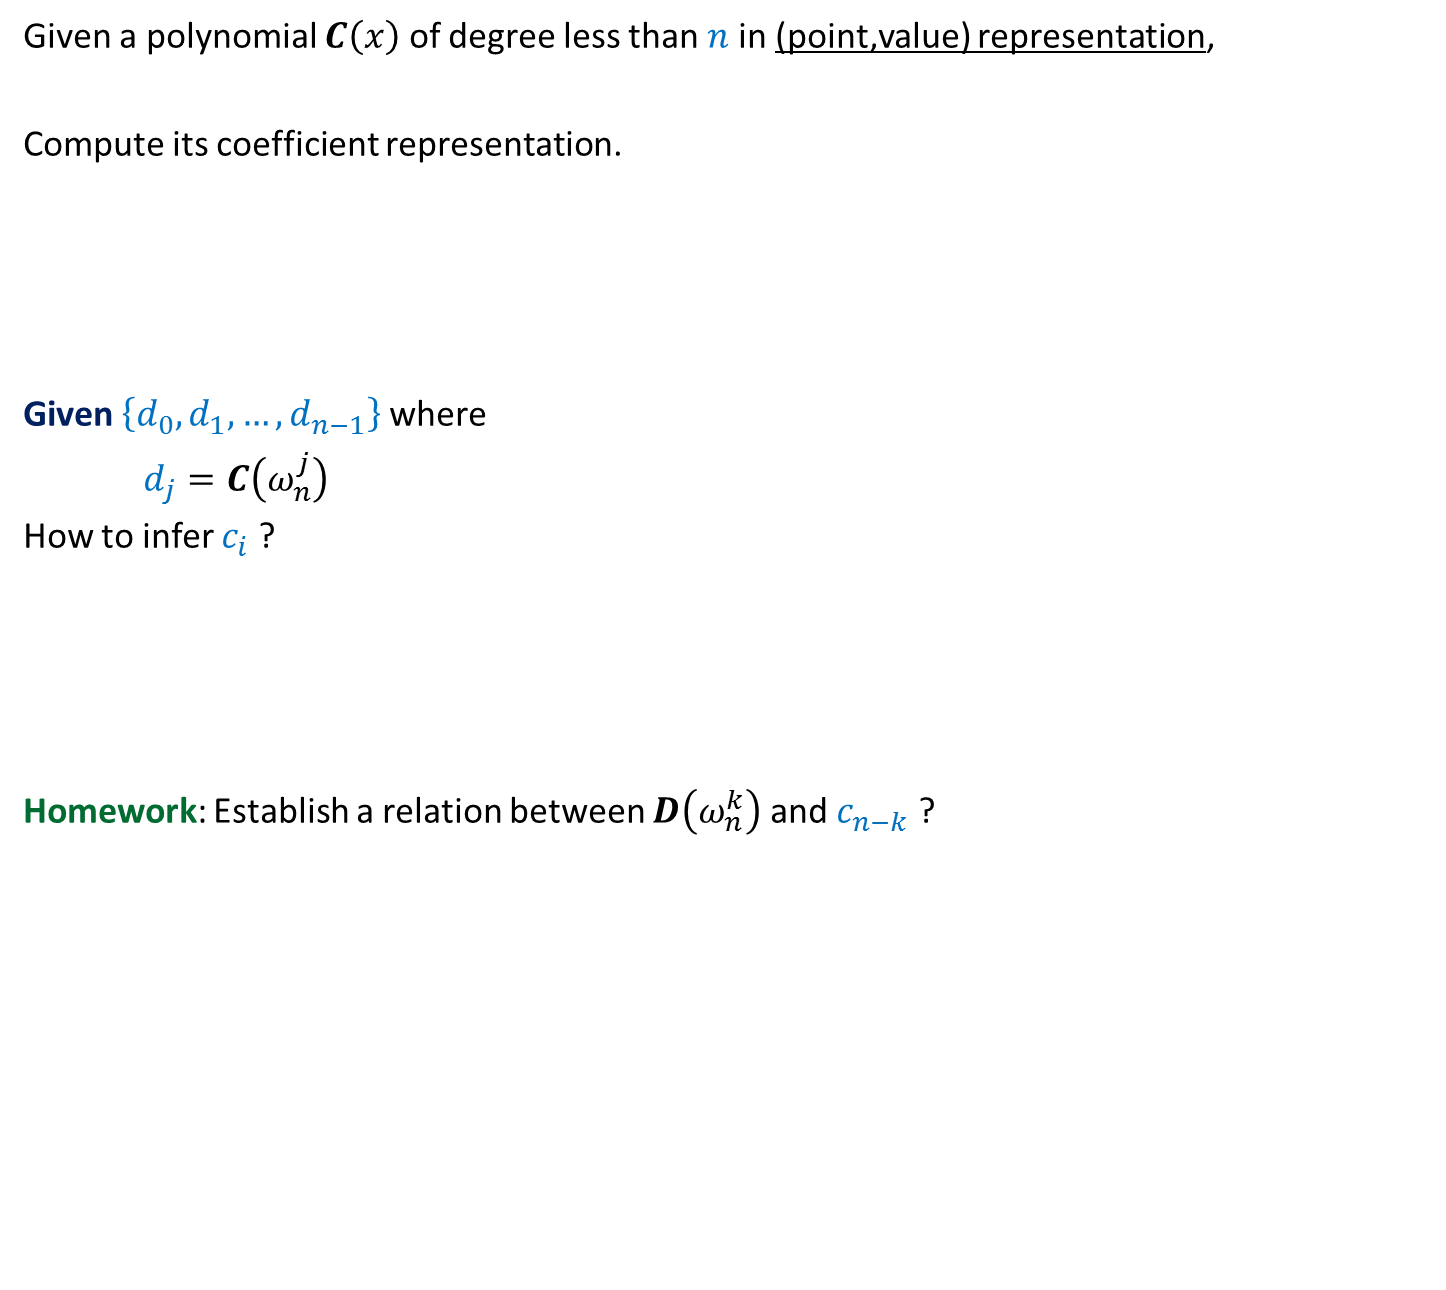 Given a polynomial 𝑪(𝑥) of degree less than 𝑛 in (point,value) representation,
Compute its coefficient representation.
Given {𝑑₀, 𝑑₁, … , 𝑑ₙ₋₁} where
𝑑ⱼ = 𝑪(𝜔ₙʲ)
How to infer 𝑐ᵢ ?
Homework: Establish a relation between 𝑫(𝜔ₙᵏ) and 𝑐ₙ₋ₖ ?